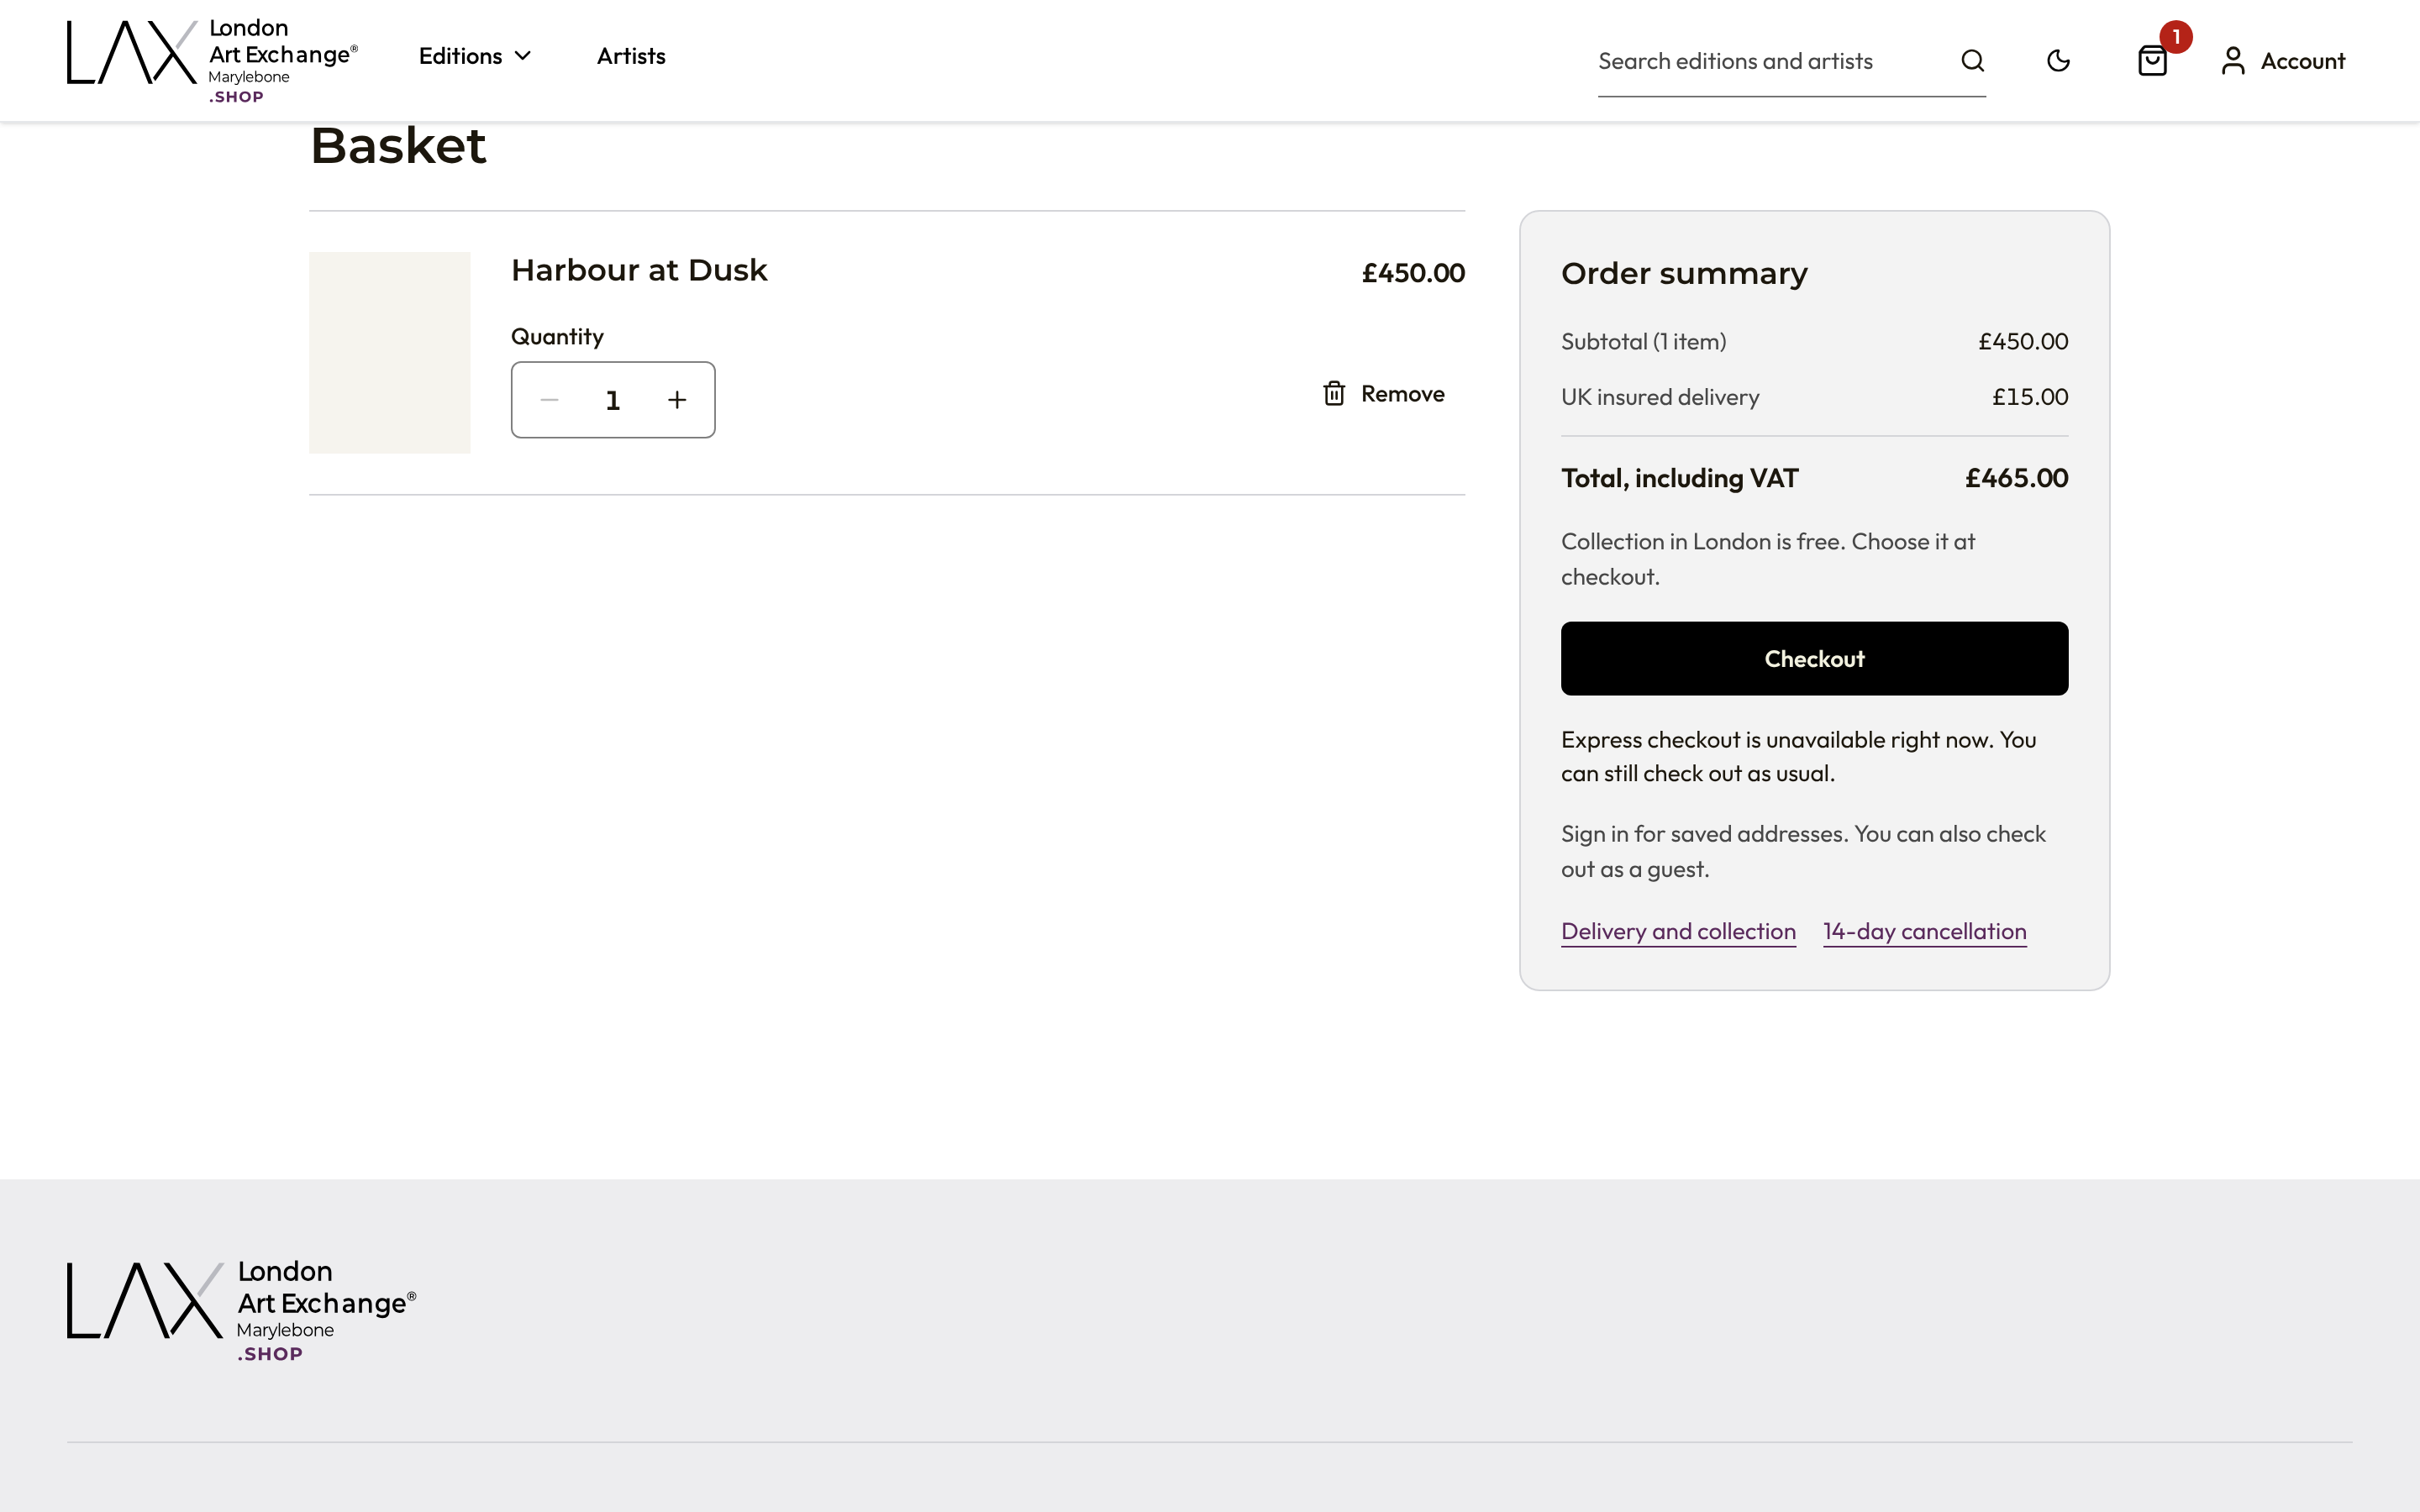 London
Art Exchange®
Marylebone
.SHOP
Editions
Artists
Search editions and artists
1
Account
Basket
Harbour at Dusk
£450.00
Quantity
1
Remove
Order summary
Subtotal (1 item)
£450.00
UK insured delivery
£15.00
Total, including VAT
£465.00
Collection in London is free. Choose it at
checkout.
Checkout
Express checkout is unavailable right now. You
can still check out as usual.
Sign in for saved addresses. You can also check
out as a guest.
Delivery and collection
14-day cancellation
LAX
London
Art Exchange®
Marylebone
.SHOP